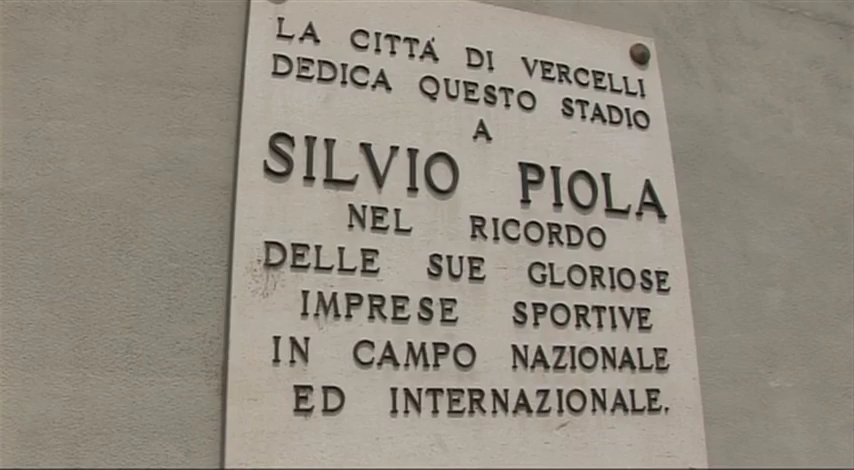 LA CITTÁ DI VERCELLI
DEDICA QUESTO STADIO
A
SILVIO PIOLA
NEL RICORDO
DELLE SUE GLORIOSE
IMPRESE SPORTIVE
IN CAMPO NAZIONALE
ED INTERNAZIONALE.